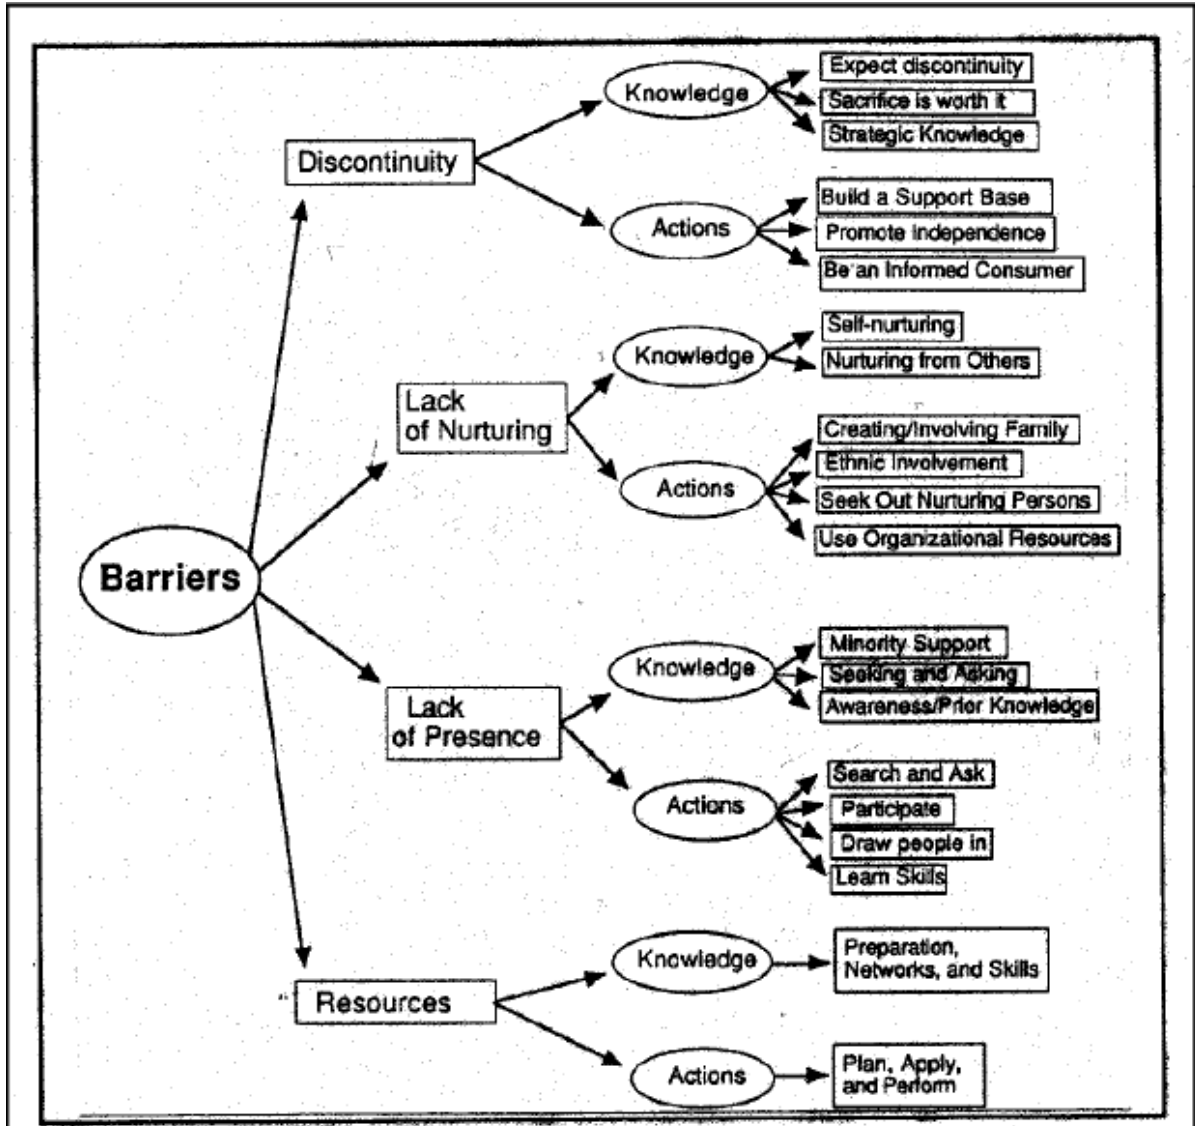 Knowledge
Expect discontinuity
Sacrifice is worth it
Strategic Knowledge
Discontinuity
Actions
Build a Support Base
Promote Independence
Be an Informed Consumer
Knowledge
Self-nurturing
Nurturing from Others
Lack
of Nurturing
Actions
Creating/Involving Family
Ethnic Involvement
Seek Out Nurturing Persons
Use Organizational Resources
Barriers
Knowledge
Minority Support
Seeking and Asking
Awareness/Prior Knowledge
Lack
of Presence
Actions
Search and Ask
Participate
Draw people in
Learn Skills
Knowledge
Preparation,
Networks, and Skills
Resources
Actions
Plan, Apply,
and Perform